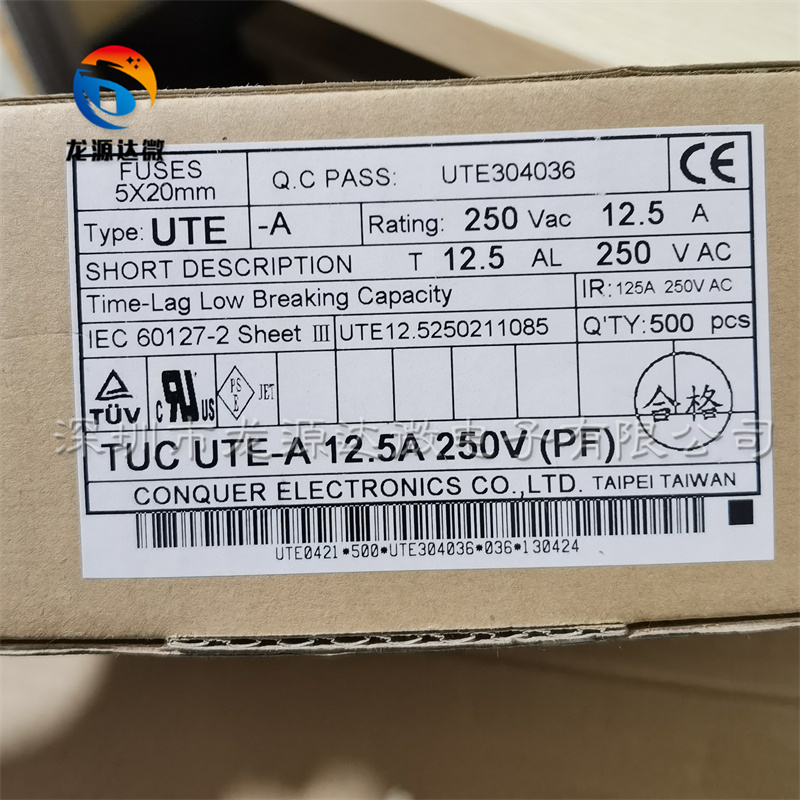 龙源达微
FUSES
5X20mm
Q.C PASS: UTE304036
CE
Type: UTE -A Rating: 250 Vac 12.5 A
SHORT DESCRIPTION T 12.5 AL 250 V AC
Time-Lag Low Breaking Capacity IR: 125A 250V AC
IEC 60127-2 Sheet III UTE12.5250211085 Q'TY: 500 pcs
TÜV c RU US PS E JET 合格
深圳市龙源达微电子有限公司
TUC UTE-A 12.5A 250V (PF)
CONQUER ELECTRONICS CO.,LTD. TAIPEI TAIWAN
UTE0421*500*UTE304036*036*130424